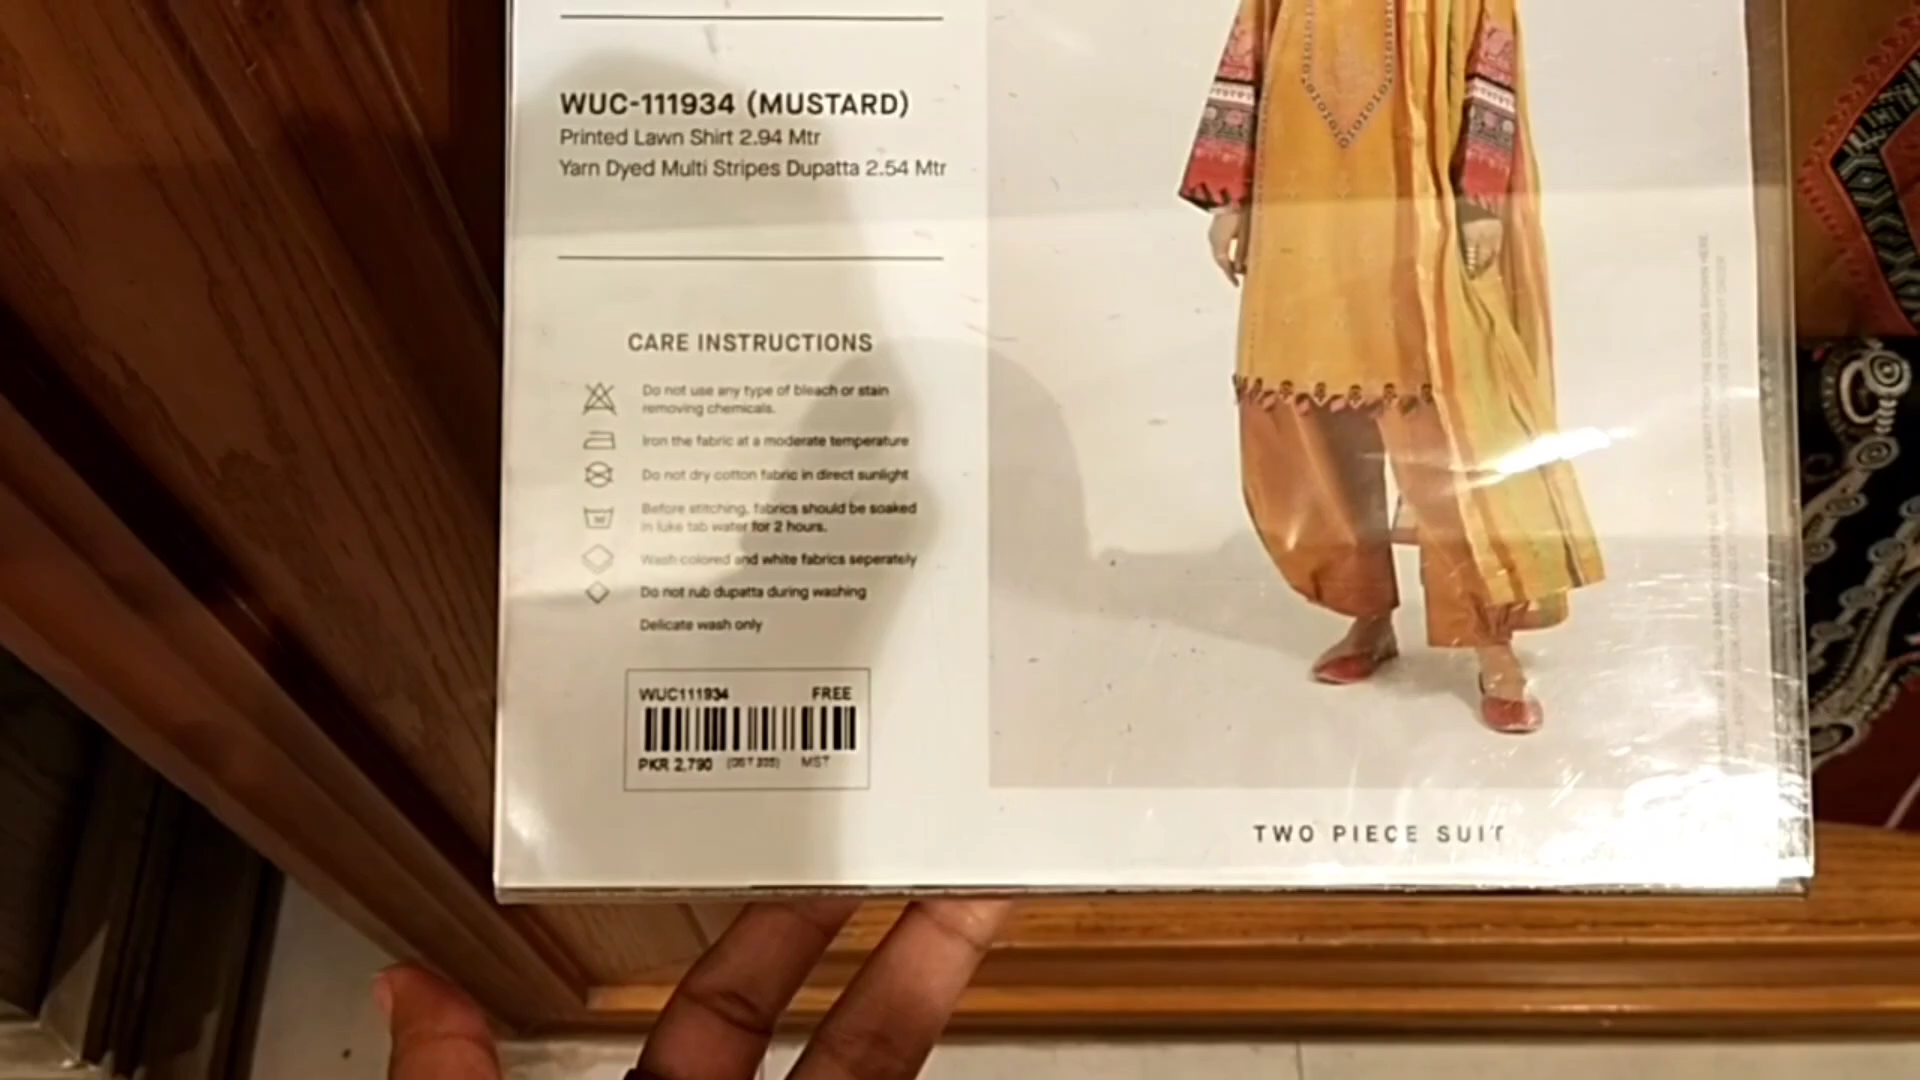 WUC-111934 (MUSTARD)
Printed Lawn Shirt 2.94 Mtr
Yarn Dyed Multi Stripes Dupatta 2.54 Mtr
CARE INSTRUCTIONS
Do not use any type of bleach or stain
removing chemicals.
Iron the fabric at a moderate temperature
Do not dry cotton fabric in direct sunlight
Before stitching, fabrics should be soaked
in luke tab water for 2 hours.
Wash colored and white fabrics seperately
Do not rub dupatta during washing
Delicate wash only
WUC111934 FREE
PKR 2,790 MST
TWO PIECE SUIT